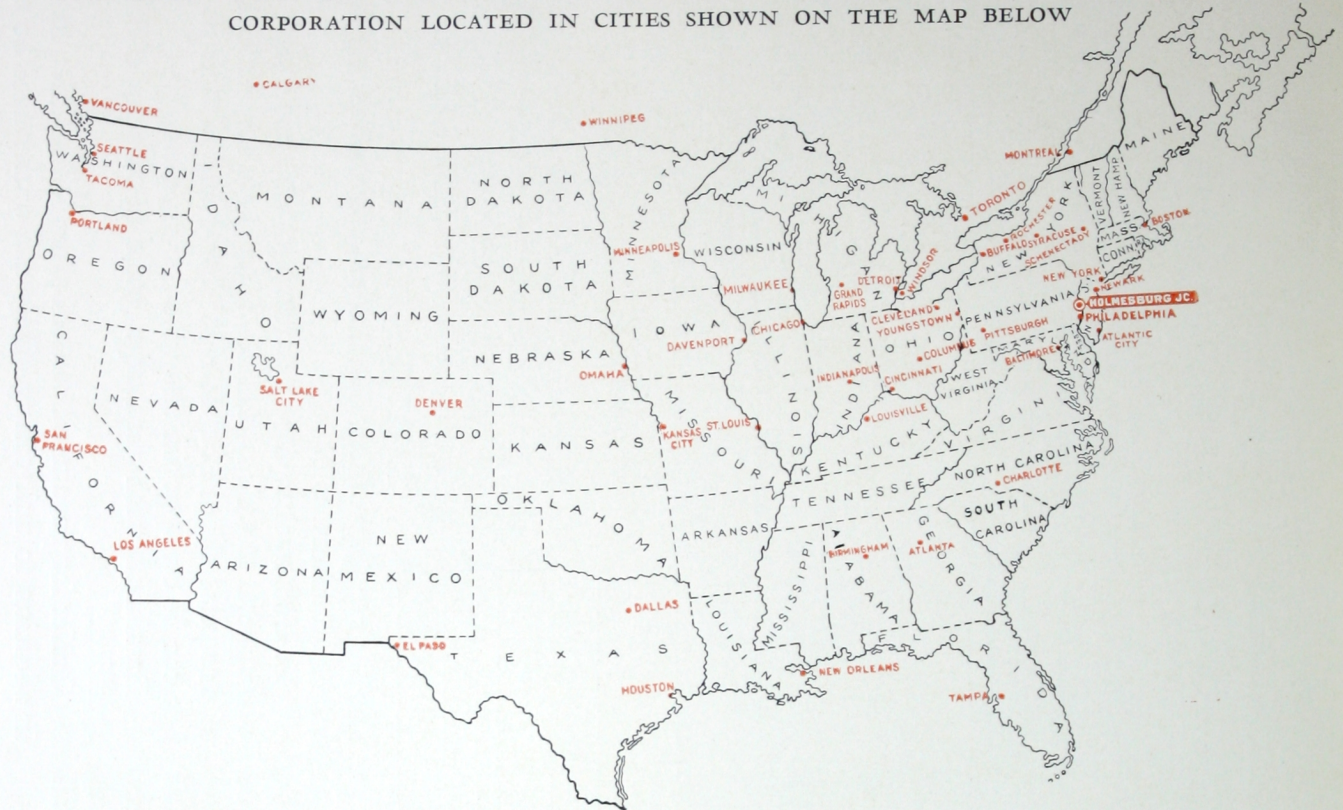 CORPORATION LOCATED IN CITIES SHOWN ON THE MAP BELOW
CALGARY
VANCOUVER
WINNIPEG
SEATTLE
WASHINGTON
TACOMA
PORTLAND
OREGON
IDAHO
MONTANA
NORTH
DAKOTA
SOUTH
DAKOTA
MINNESOTA
MINNEAPOLIS
WISCONSIN
MILWAUKEE
MICHIGAN
GRAND
RAPIDS
DETROIT
WINDSOR
TORONTO
MONTREAL
MAINE
VERMONT
NEW HAMP
MASS
BOSTON
CONN
NEW YORK
ROCHESTER
BUFFALO
SYRACUSE
SCHENECTADY
NEW YORK
NEWARK
HOLMESBURG JC.
PHILADELPHIA
ATLANTIC
CITY
PENNSYLVANIA
PITTSBURGH
CLEVELAND
YOUNGSTOWN
OHIO
COLUMBUS
CINCINNATI
BALTIMORE
MARY
WEST
VIRGINIA
VIRGINIA
WYOMING
NEBRASKA
OMAHA
IOWA
DAVENPORT
CHICAGO
ILLINOIS
INDIANA
INDIANAPOLIS
LOUISVILLE
KENTUCKY
CALIFORNIA
NEVADA
SALT LAKE
CITY
UTAH
DENVER
COLORADO
KANSAS
KANSAS
CITY
ST. LOUIS
MISSOURI
SAN
FRANCISCO
LOS ANGELES
ARIZONA
NEW
MEXICO
OKLAHOMA
ARKANSAS
TENNESSEE
NORTH CAROLINA
CHARLOTTE
SOUTH
CAROLINA
GEORGIA
ATLANTA
ALABAMA
BIRMINGHAM
MISSISSIPPI
LOUISIANA
NEW ORLEANS
TEXAS
EL PASO
DALLAS
HOUSTON
FLORIDA
TAMPA